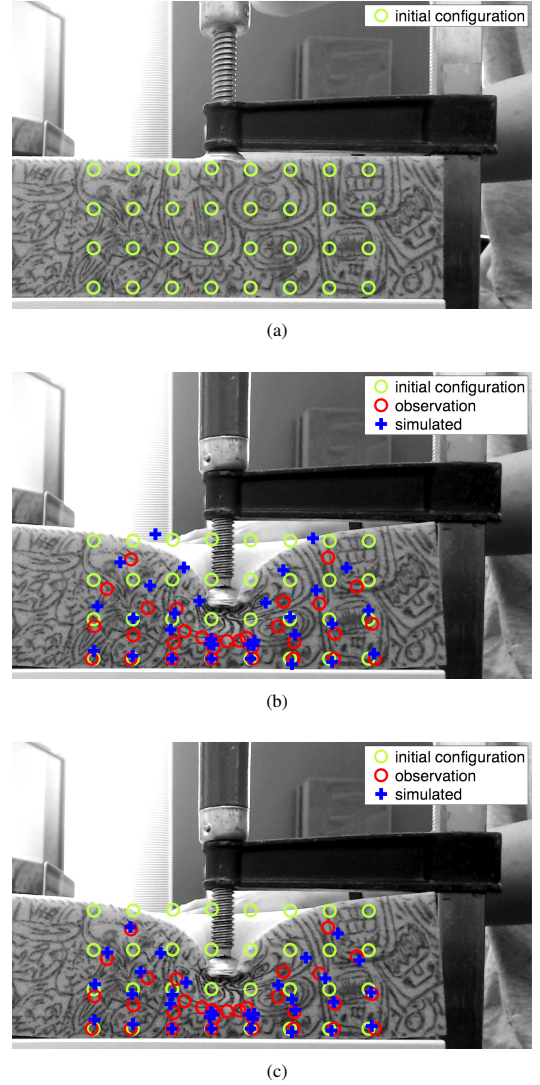 initial configuration
(a)
initial configuration
observation
simulated
(b)
initial configuration
observation
simulated
(c)